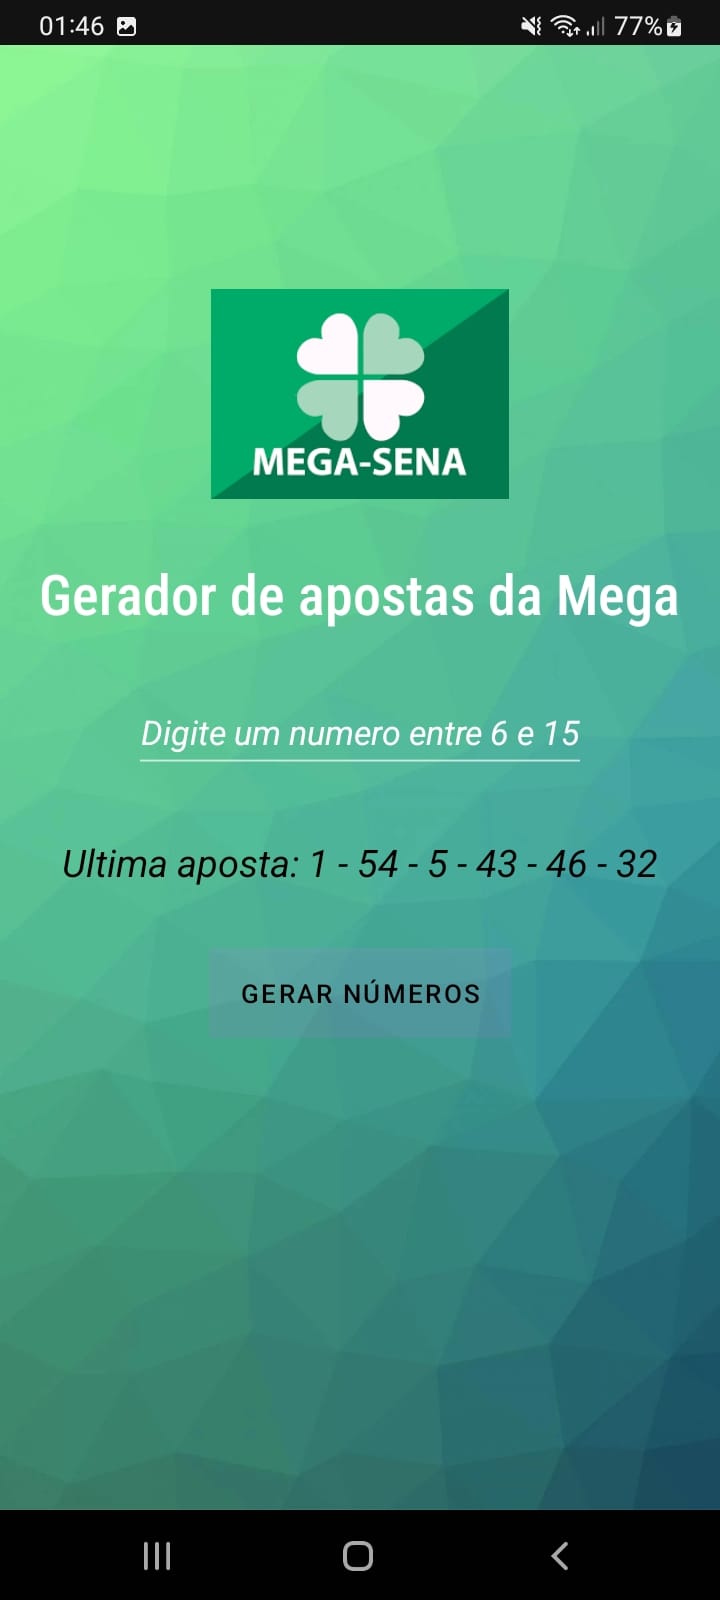 01:46 77%
MEGA-SENA
Gerador de apostas da Mega
Digite um numero entre 6 e 15
Ultima aposta: 1 - 54 - 5 - 43 - 46 - 32
GERAR NÚMEROS